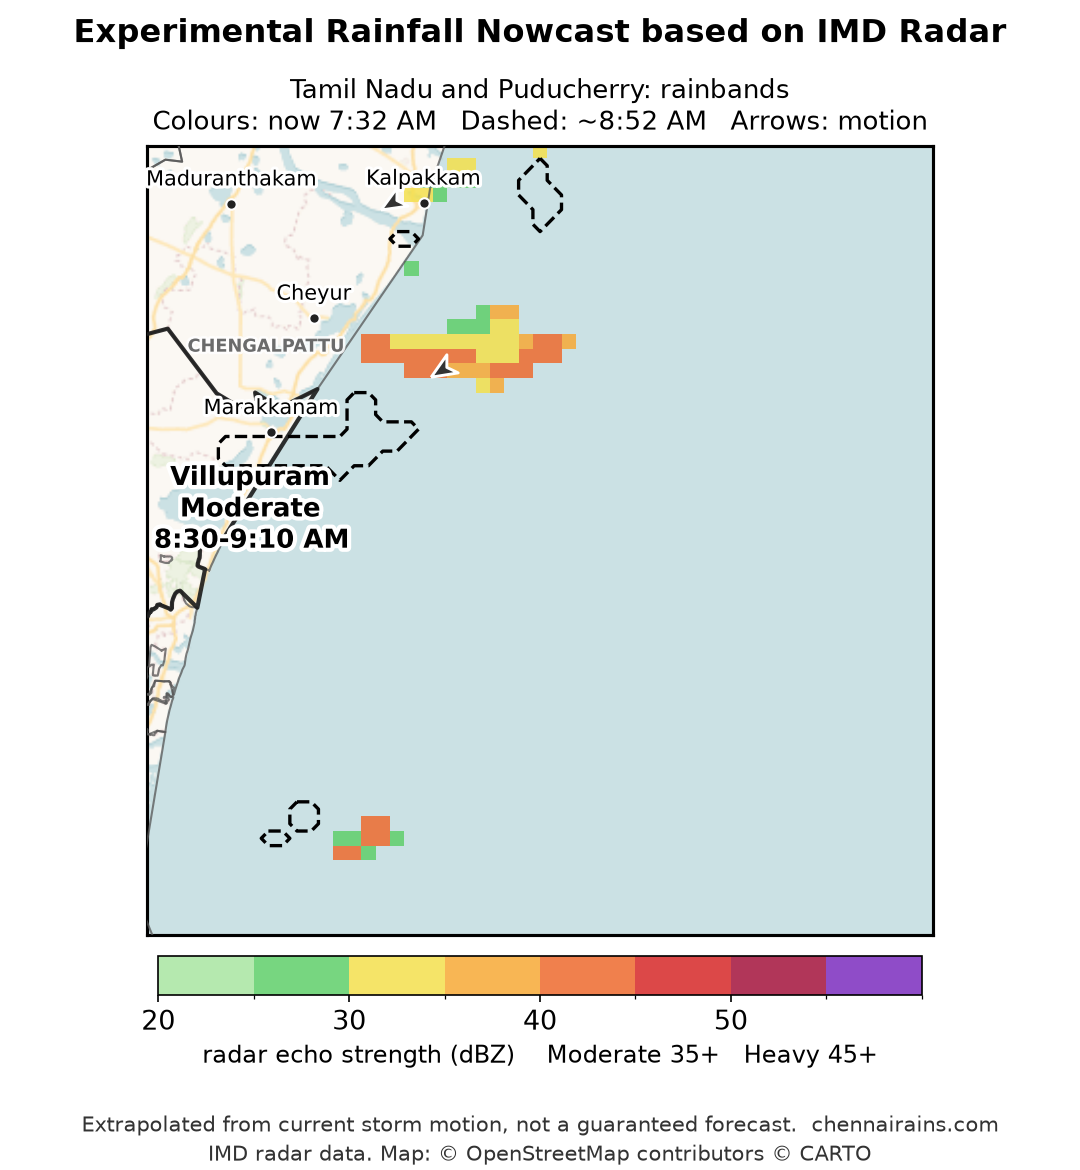 Experimental Rainfall Nowcast based on IMD Radar
Tamil Nadu and Puducherry: rainbands
Colours: now 7:32 AM   Dashed: ~8:52 AM   Arrows: motion
Maduranthakam
Kalpakkam
Cheyur
CHENGALPATTU
Marakkanam
Villupuram
Moderate
8:30-9:10 AM
20 30 40 50
radar echo strength (dBZ)    Moderate 35+   Heavy 45+
Extrapolated from current storm motion, not a guaranteed forecast.  chennairains.com
IMD radar data. Map: © OpenStreetMap contributors © CARTO